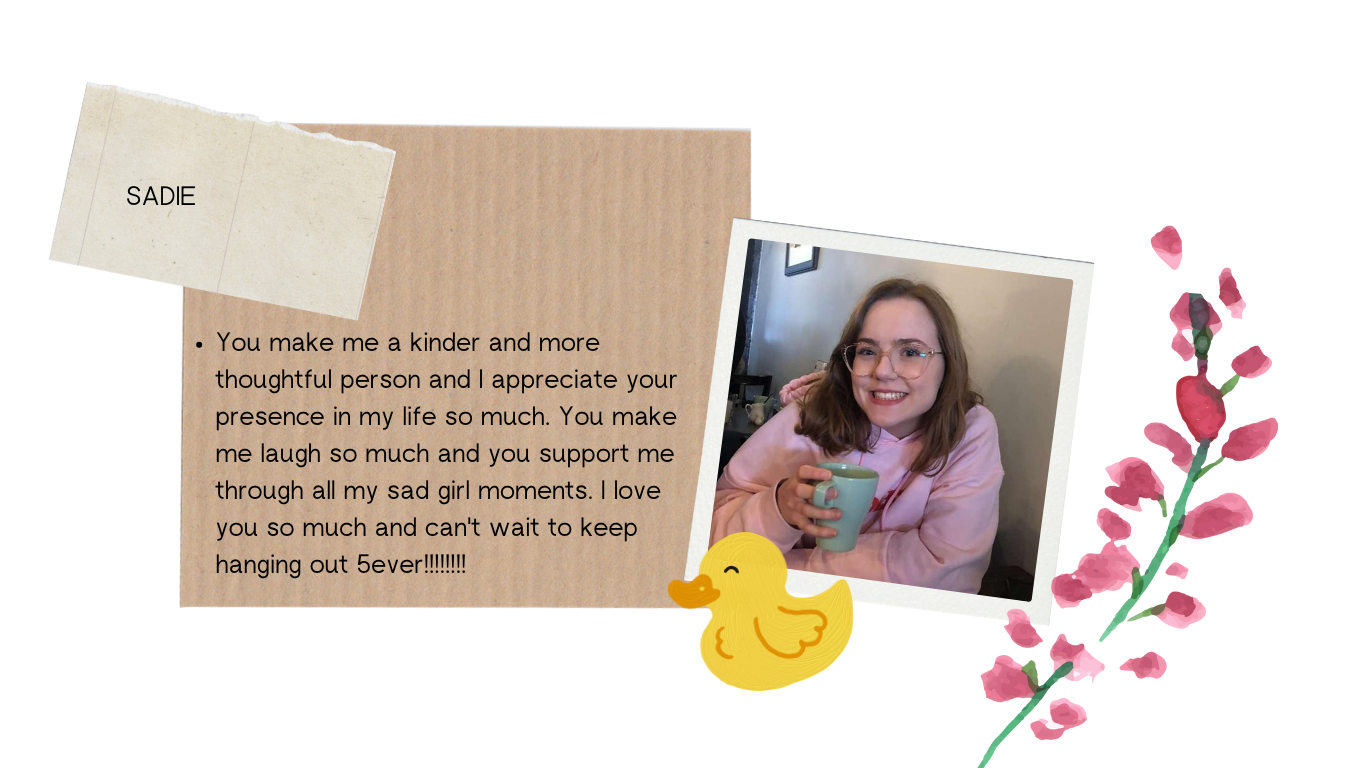 SADIE
• You make me a kinder and more
thoughtful person and I appreciate your
presence in my life so much. You make
me laugh so much and you support me
through all my sad girl moments. I love
you so much and can't wait to keep
hanging out 5ever!!!!!!!!